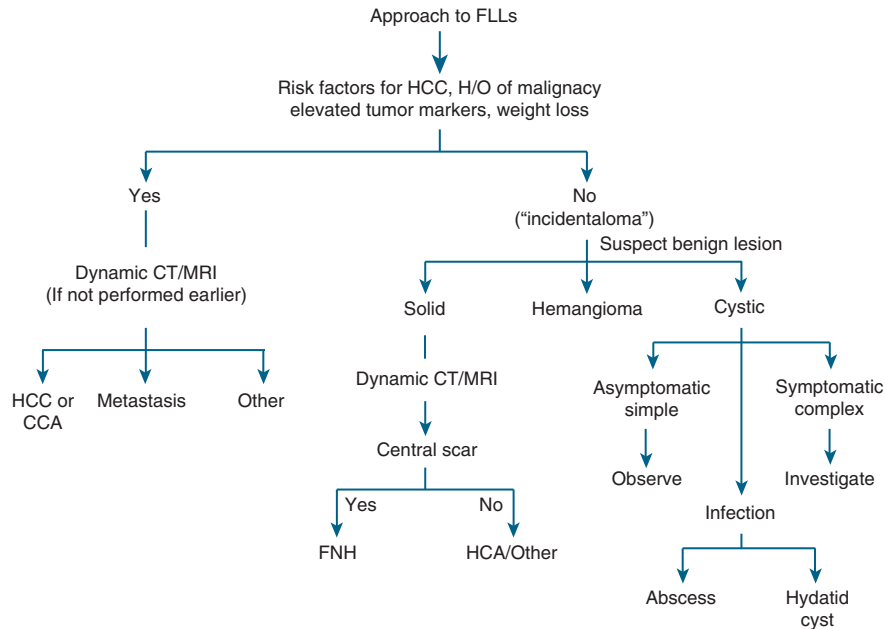 Approach to FLLs
Risk factors for HCC, H/O of malignacy
elevated tumor markers, weight loss
Yes
No
(“incidentaloma”)
Suspect benign lesion
Dynamic CT/MRI
(If not performed earlier)
Solid
Hemangioma
Cystic
HCC or
CCA
Metastasis
Other
Dynamic CT/MRI
Asymptomatic
simple
Symptomatic
complex
Central scar
Observe
Investigate
Yes
No
Infection
FNH
HCA/Other
Abscess
Hydatid
cyst